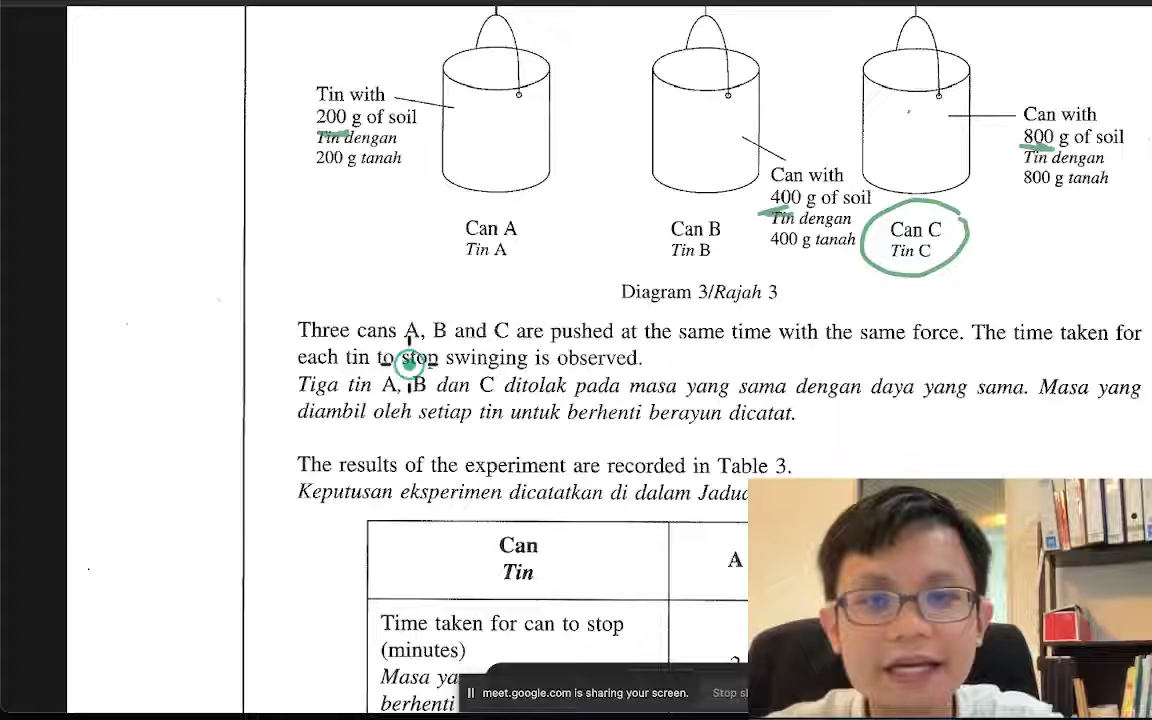 Tin with
200 g of soil
Tin dengan
200 g tanah
Can with
400 g of soil
Tin dengan
400 g tanah
Can with
800 g of soil
Tin dengan
800 g tanah
Can A
Tin A
Can B
Tin B
Can C
Tin C
Diagram 3/Rajah 3
Three cans A, B and C are pushed at the same time with the same force. The time taken for
each tin to stop swinging is observed.
Tiga tin A, B dan C ditolak pada masa yang sama dengan daya yang sama. Masa yang
diambil oleh setiap tin untuk berhenti berayun dicatat.
The results of the experiment are recorded in Table 3.
Keputusan eksperimen dicatatkan di dalam
Can
Tin
A
Time taken for can to stop
(minutes)
Masa
berhenti
meet.google.com is sharing your screen.
Stop